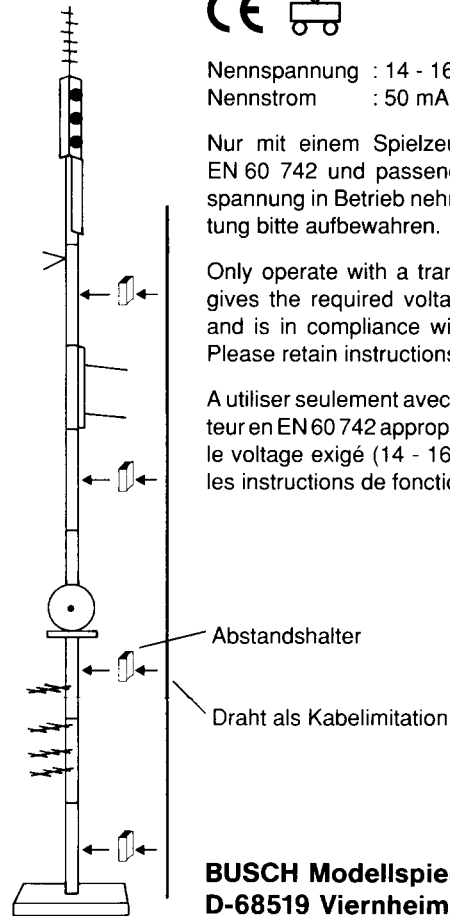 CE
Nennspannung : 14 - 16
Nennstrom : 50 mA
Nur mit einem Spielzeu
EN 60 742 und passend
spannung in Betrieb nehr
tung bitte aufbewahren.
Only operate with a tran
gives the required volta
and is in compliance wi
Please retain instructions
A utiliser seulement avec
teur en EN 60 742 approp
le voltage exigé (14 - 16
les instructions de fonctio
Abstandshalter
Draht als Kabelimitation
BUSCH Modellspie
D-68519 Viernheim